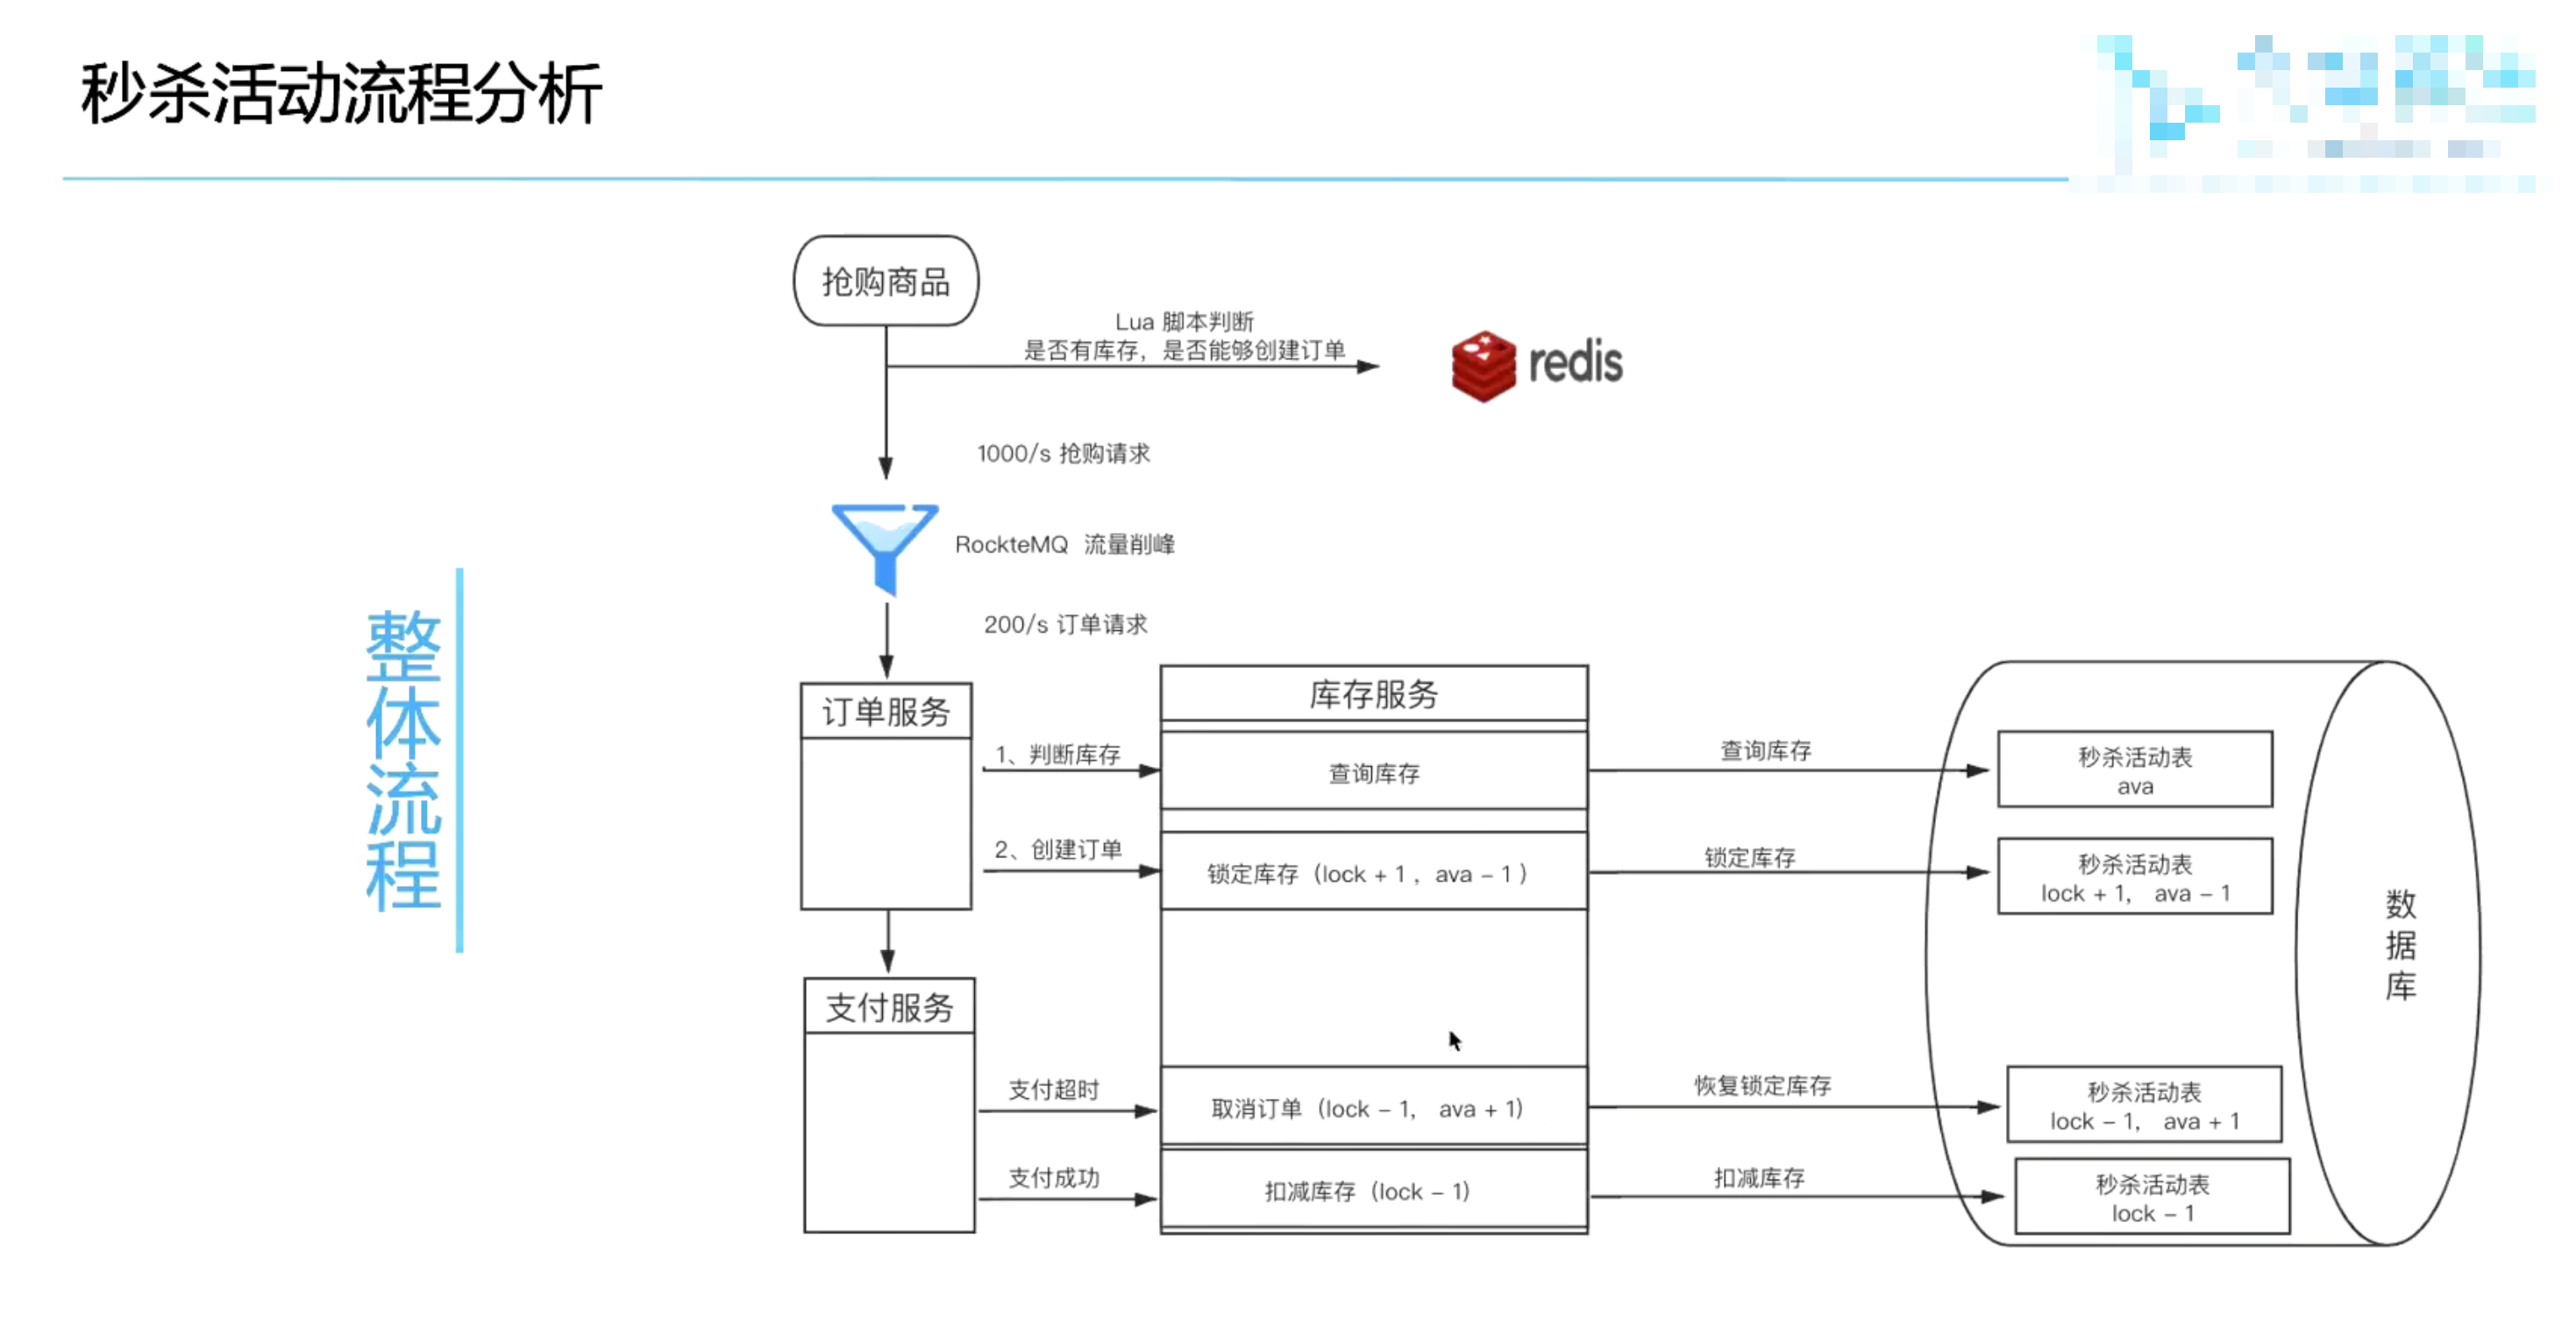 秒杀活动流程分析
整体流程
抢购商品
Lua 脚本判断
是否有库存，是否能够创建订单
redis
1000/s 抢购请求
RockteMQ 流量削峰
200/s 订单请求
订单服务
1、判断库存
2、创建订单
库存服务
查询库存
锁定库存（lock + 1，ava – 1）
查询库存
锁定库存
秒杀活动表
ava
秒杀活动表
lock + 1， ava – 1
数据库
支付服务
支付超时
支付成功
取消订单（lock – 1， ava + 1）
扣减库存（lock – 1）
恢复锁定库存
扣减库存
秒杀活动表
lock – 1， ava + 1
秒杀活动表
lock – 1